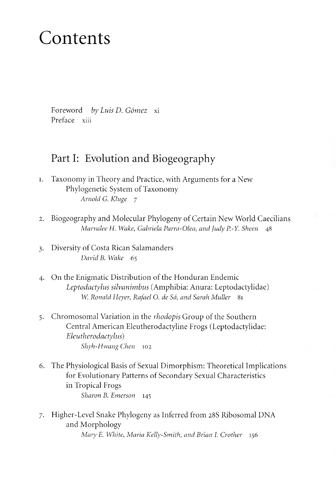 Contents
Foreword by Luis D. Gómez xi
Preface xiii
Part I: Evolution and Biogeography
1. Taxonomy in Theory and Practice, with Arguments for a New
Phylogenetic System of Taxonomy
Arnold G. Kluge 7
2. Biogeography and Molecular Phylogeny of Certain New World Caecilians
Marvalee H. Wake, Gabriela Parra-Olea, and Judy P.-Y. Sheen 48
3. Diversity of Costa Rican Salamanders
David B. Wake 65
4. On the Enigmatic Distribution of the Honduran Endemic
Leptodactylus silvanimbus (Amphibia: Anura: Leptodactylidae)
W. Ronald Heyer, Rafael O. de Sá, and Sarah Muller 81
5. Chromosomal Variation in the rhodopis Group of the Southern
Central American Eleutherodactyline Frogs (Leptodactylidae:
Eleutherodactylus)
Shyh-Hwang Chen 102
6. The Physiological Basis of Sexual Dimorphism: Theoretical Implications
for Evolutionary Patterns of Secondary Sexual Characteristics
in Tropical Frogs
Sharon B. Emerson 145
7. Higher-Level Snake Phylogeny as Inferred from 28S Ribosomal DNA
and Morphology
Mary E. White, Maria Kelly-Smith, and Brian I. Crother 156